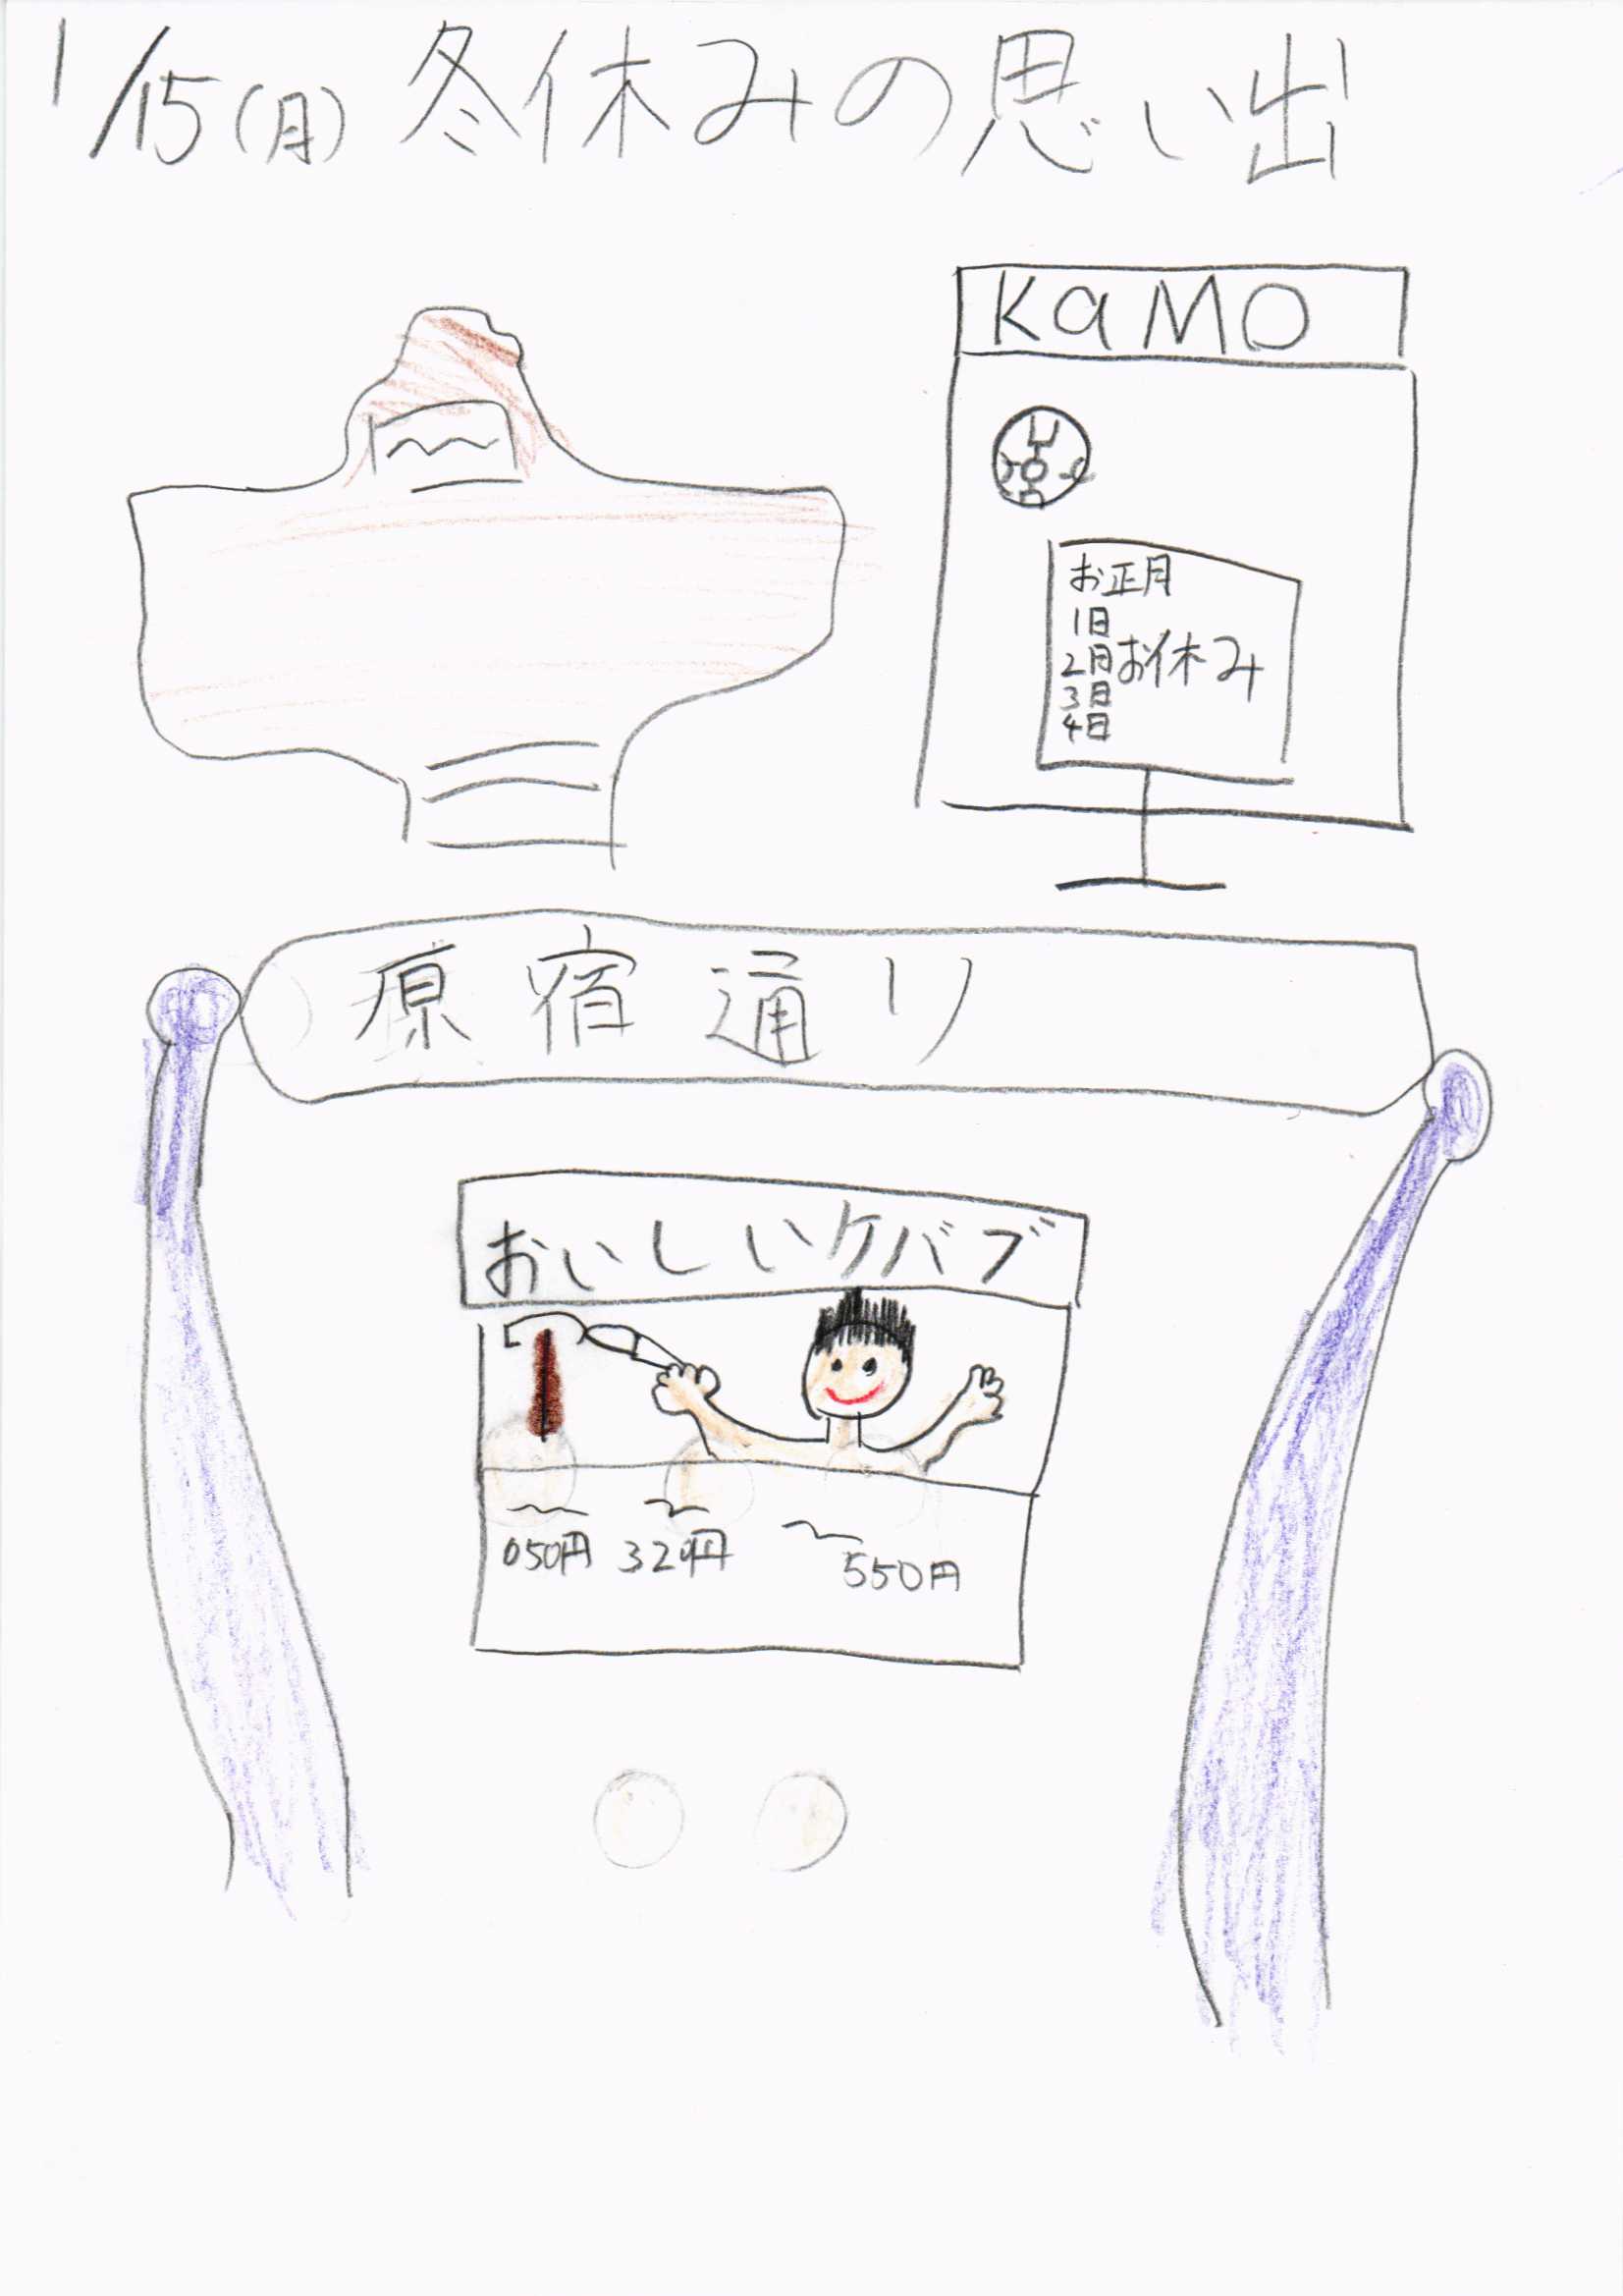 1/15(月) 冬休みの思い出
KaMO
お正月
1日
2日 お休み
3日
4日
原宿通り
おいしいケバブ
050円 320円 550円